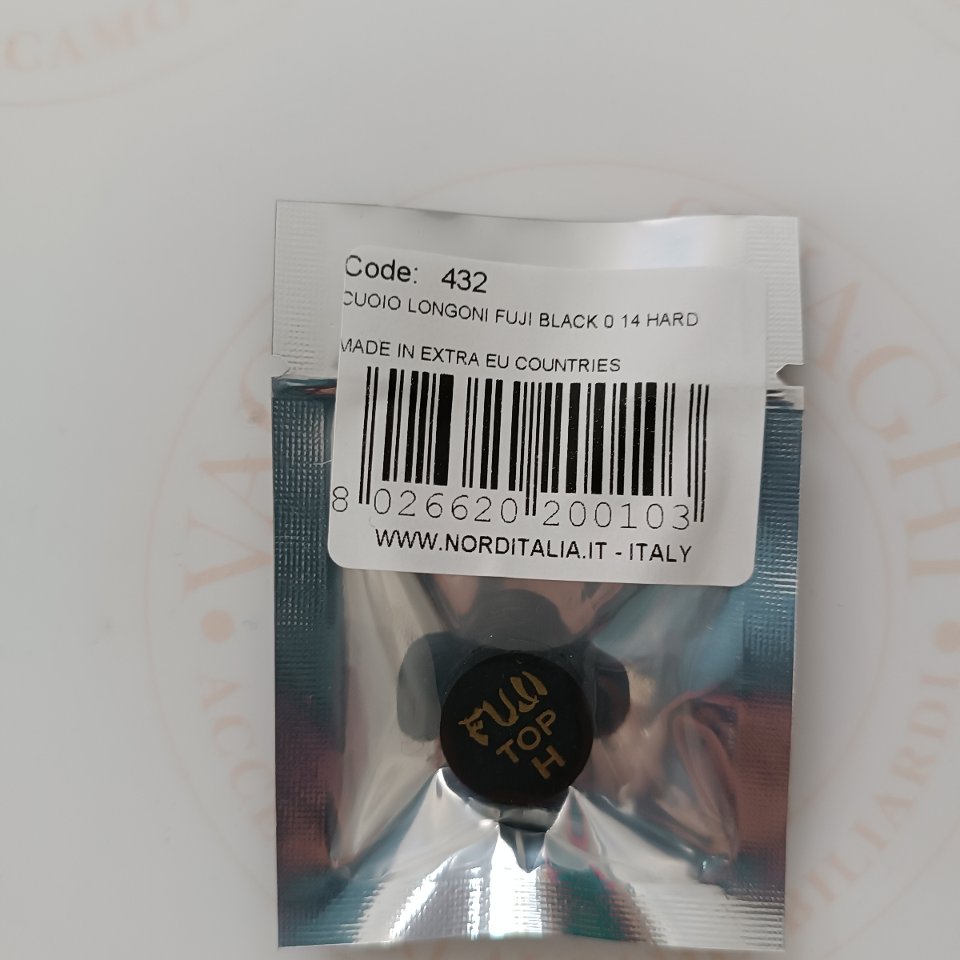 Code: 432
CUOIO LONGONI FUJI BLACK 0 14 HARD
MADE IN EXTRA EU COUNTRIES
8 026620 200103
WWW.NORDITALIA.IT - ITALY
FUJI
TOP
H